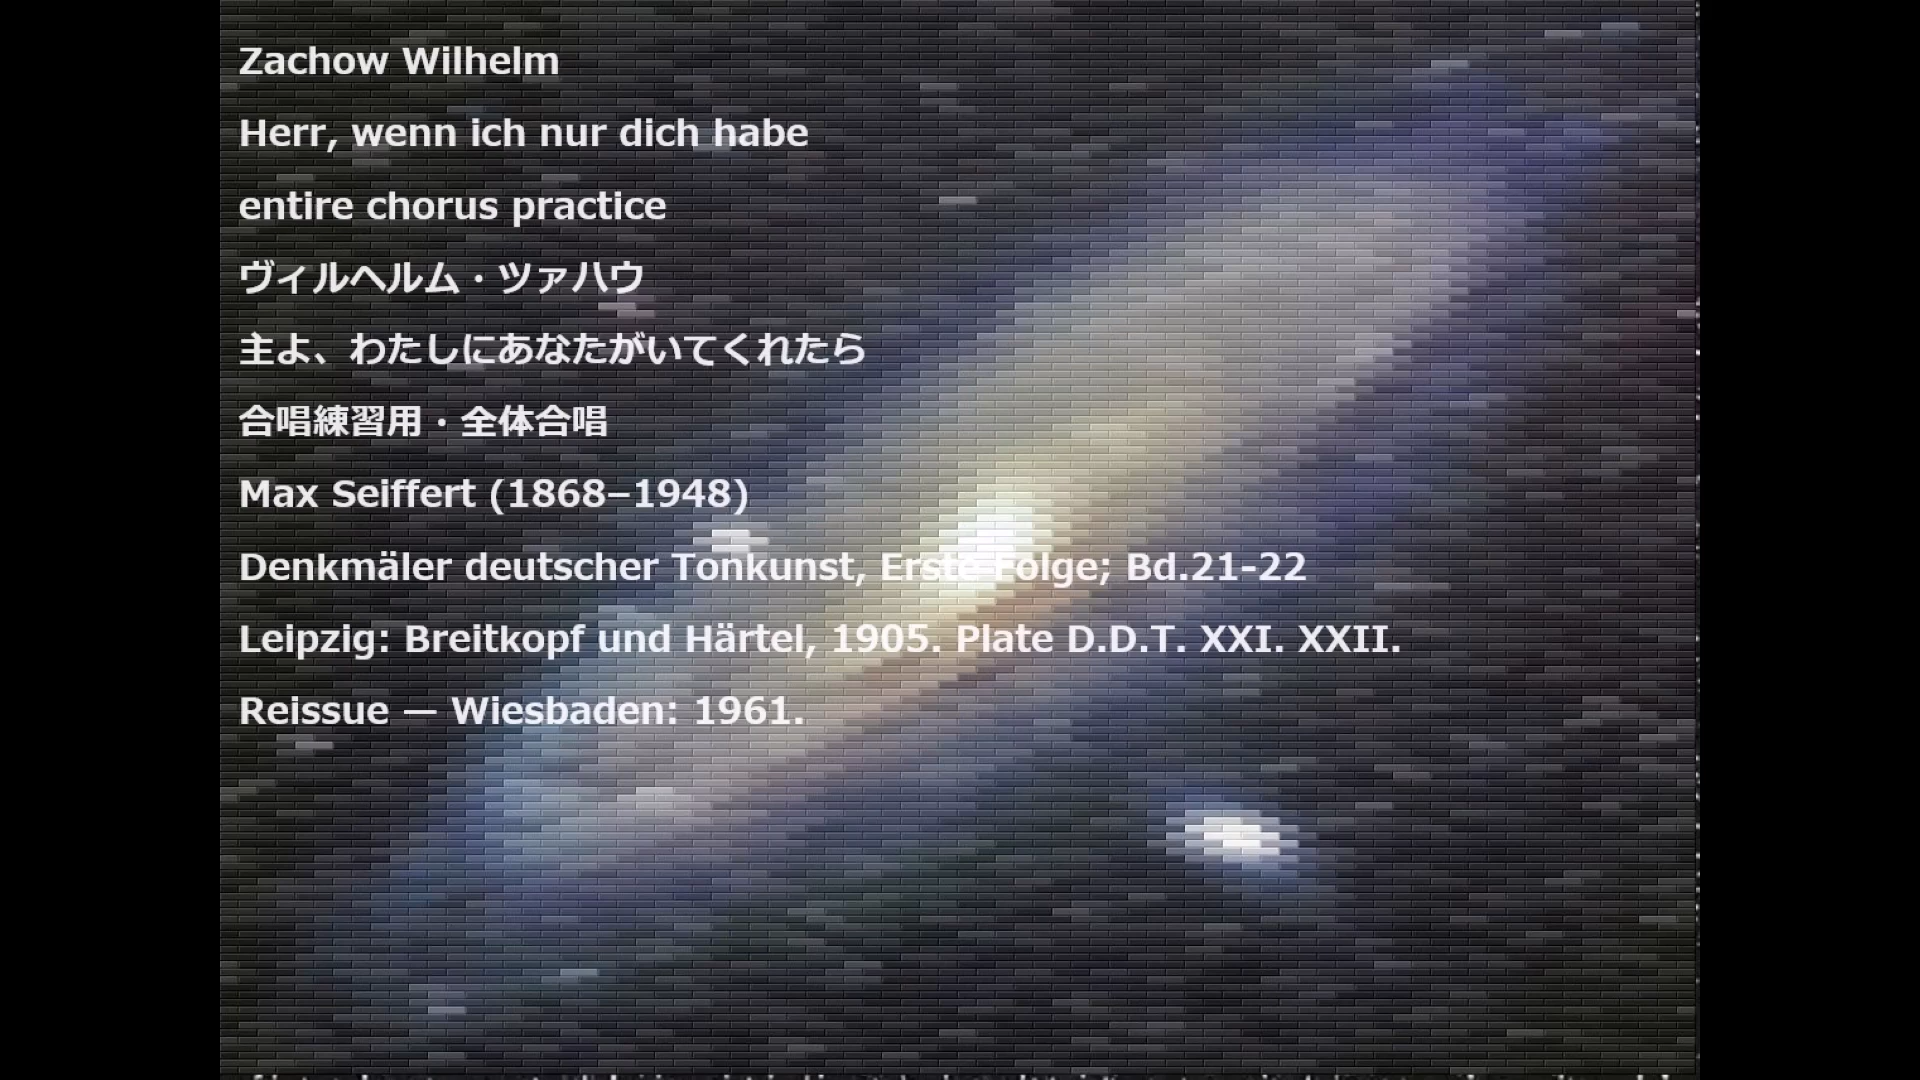 Zachow Wilhelm
Herr, wenn ich nur dich habe
entire chorus practice
ヴィルヘルム・ツァハウ
主よ、わたしにあなたがいてくれたら
合唱練習用・全体合唱
Max Seiffert (1868–1948)
Denkmäler deutscher Tonkunst, Erste Folge; Bd.21-22
Leipzig: Breitkopf und Härtel, 1905. Plate D.D.T. XXI. XXII.
Reissue — Wiesbaden: 1961.